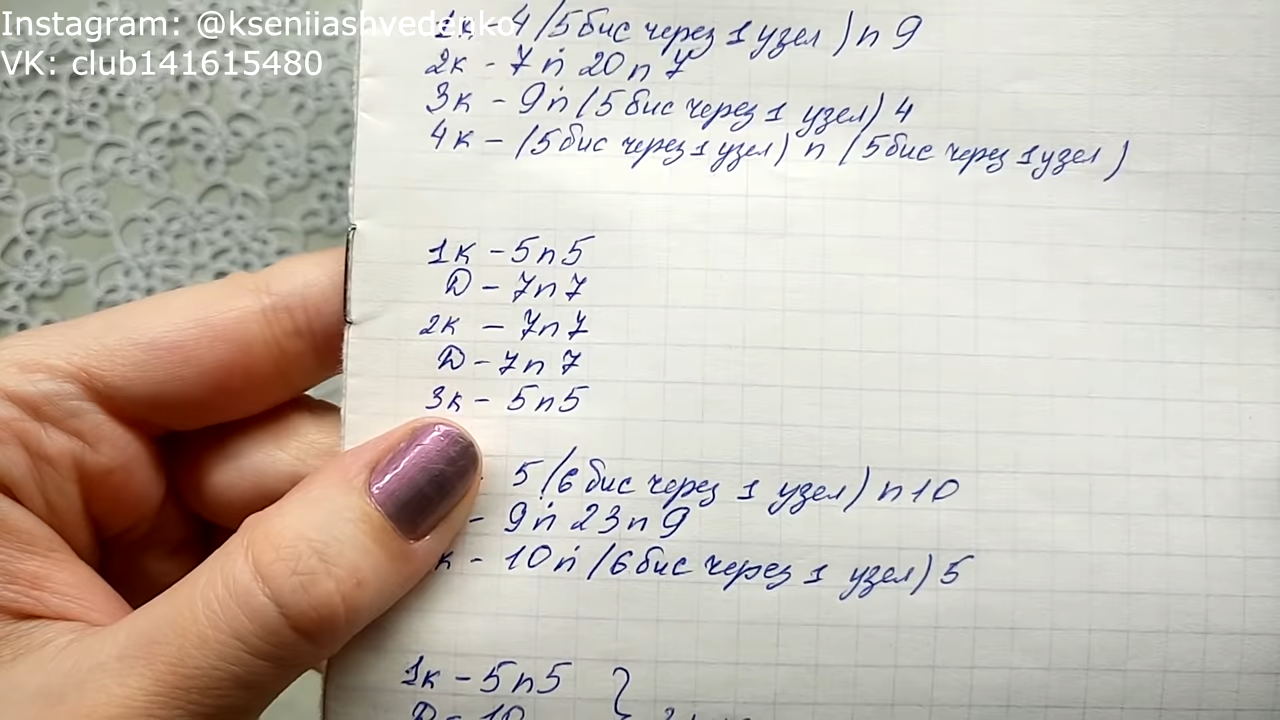 Instagram: @kseniiashvedenko
VK: club141615480
1к - 4 (5 бис через 1 узел) п 9
2к - 7 п 20 п 7
3к - 9 п (5 бис через 1 узел) 4
4к - (5 бис через 1 узел) п (5 бис через 1 узел)
1к - 5 п 5
Д - 7 п 7
2к - 7 п 7
Д - 7 п 7
3к - 5 п 5
5 (6 бис через 1 узел) п 10
- 9 п 23 п 9
к - 10 п (6 бис через 1 узел) 5
1к - 5 п 5 }
Д - 10